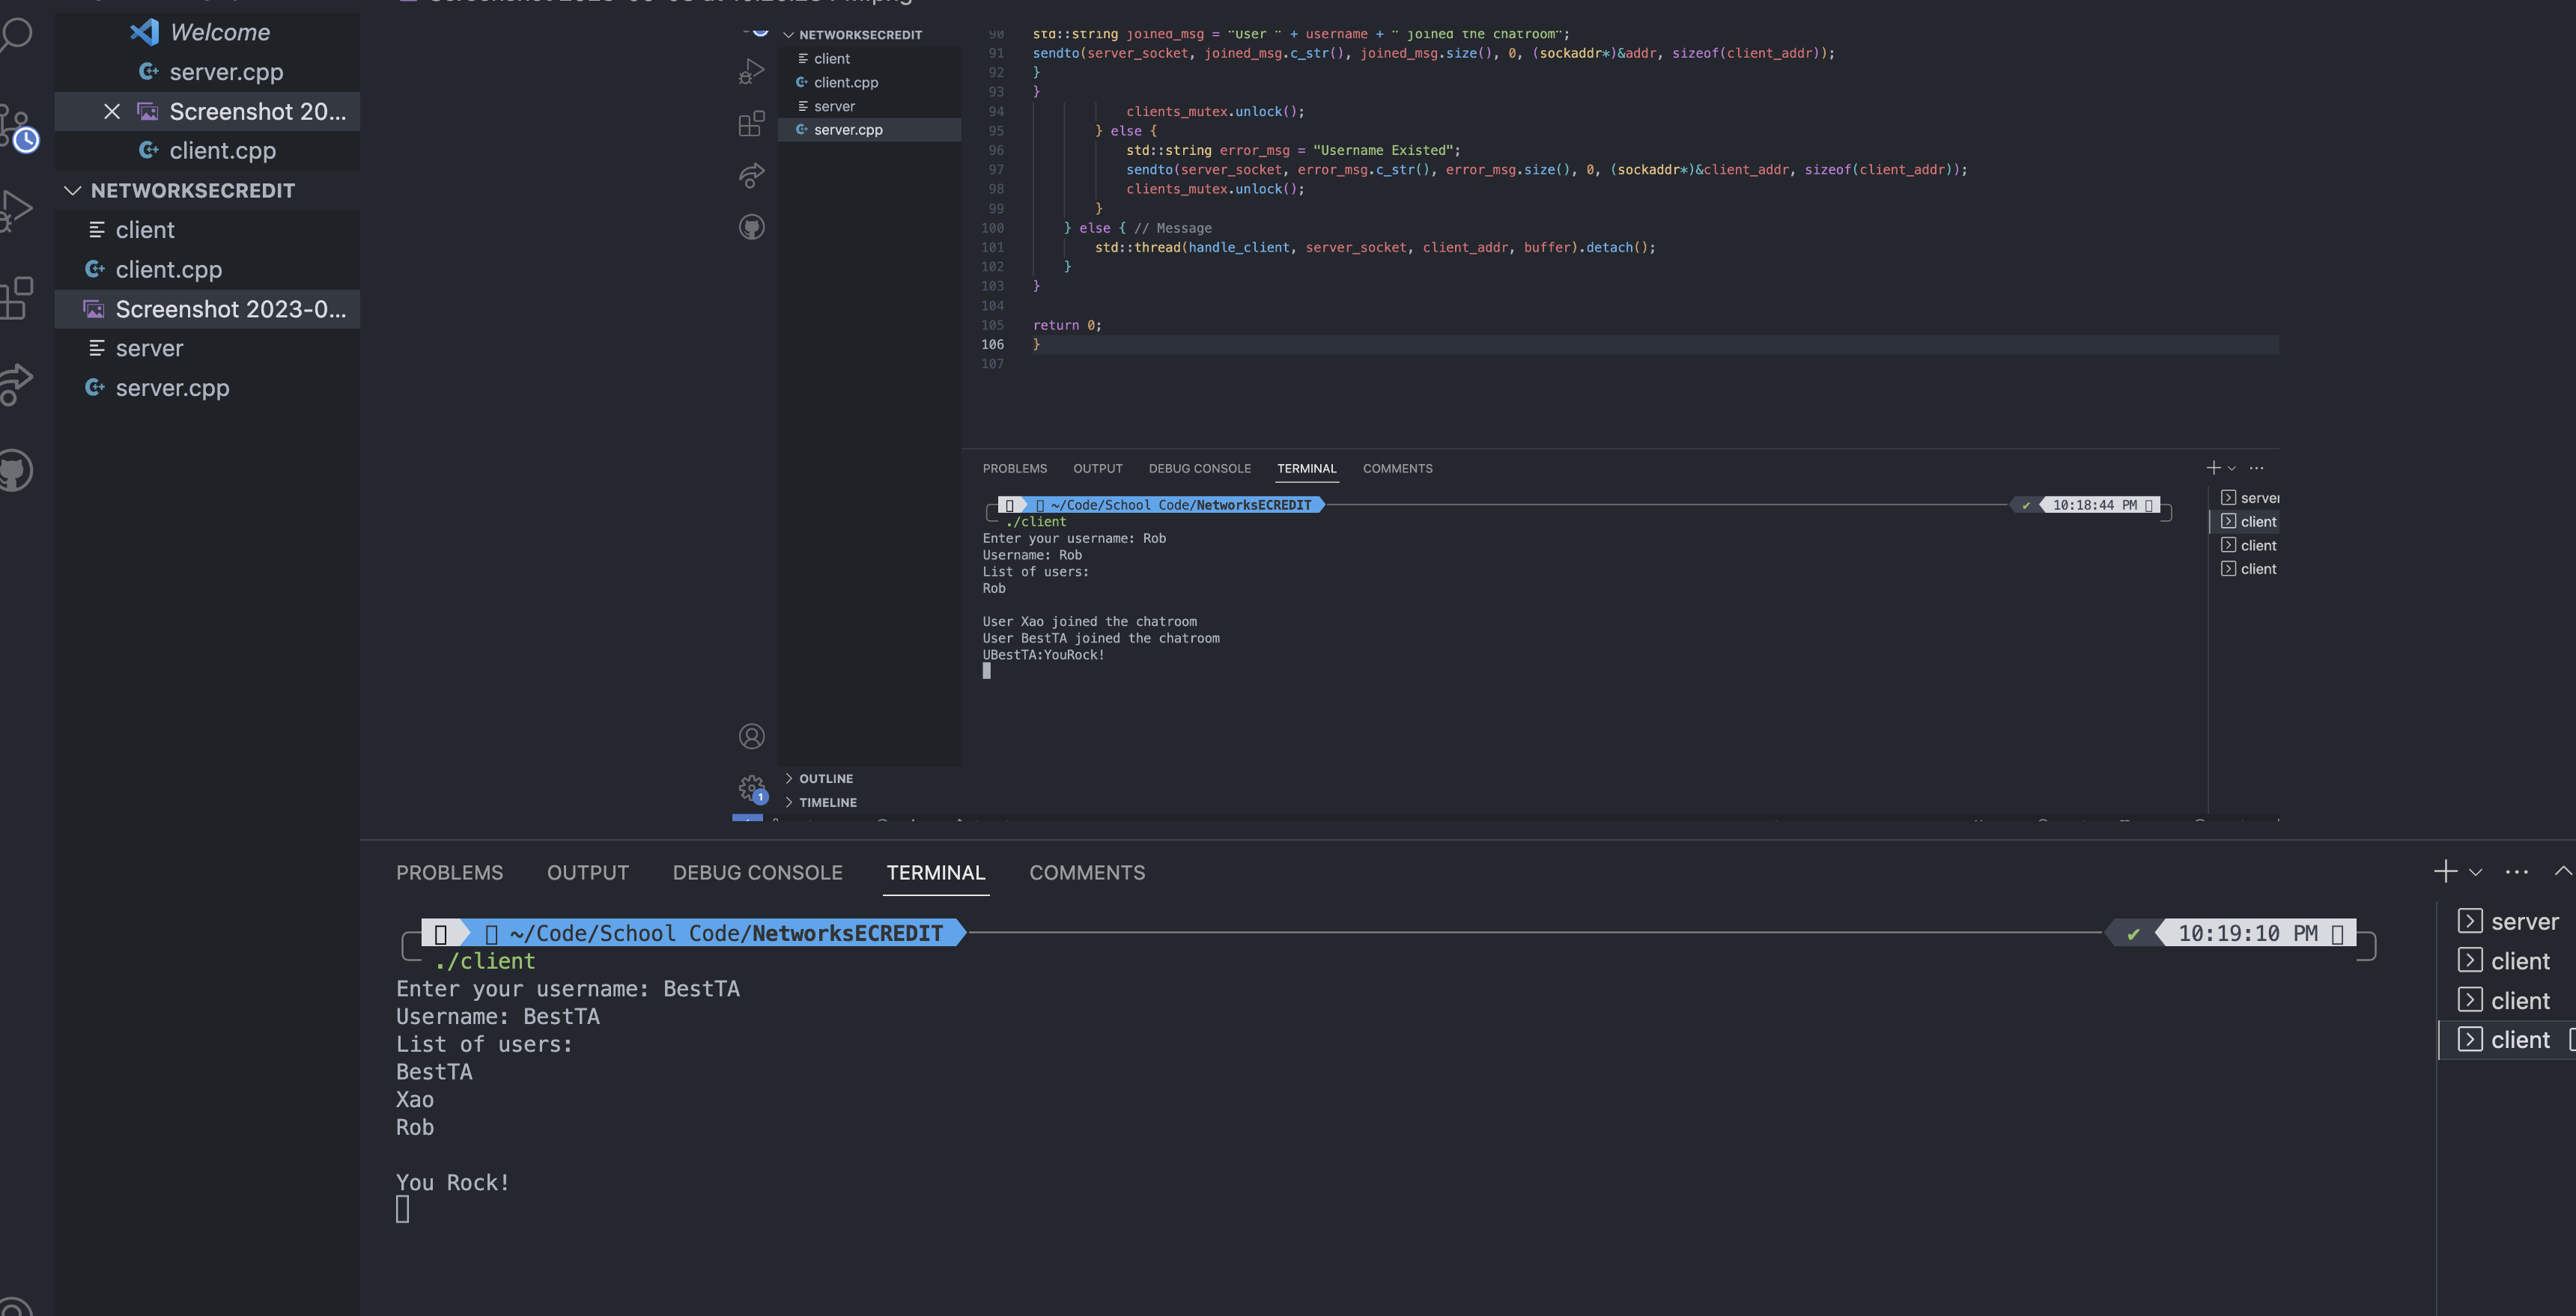 Welcome
server.cpp
Screenshot 20...
client.cpp
NETWORKSECREDIT
client
client.cpp
Screenshot 2023-0...
server
server.cpp
NETWORKSECREDIT
client
client.cpp
server
server.cpp
90 std::string joined_msg = "User " + username + " joined the chatroom";
91 sendto(server_socket, joined_msg.c_str(), joined_msg.size(), 0, (sockaddr*)&addr, sizeof(client_addr));
92 }
93 }
94 clients_mutex.unlock();
95 } else {
96 std::string error_msg = "Username Existed";
97 sendto(server_socket, error_msg.c_str(), error_msg.size(), 0, (sockaddr*)&client_addr, sizeof(client_addr));
98 clients_mutex.unlock();
99 }
100 } else { // Message
101 std::thread(handle_client, server_socket, client_addr, buffer).detach();
102 }
103 }
104
105 return 0;
106 }
107
PROBLEMS OUTPUT DEBUG CONSOLE TERMINAL COMMENTS
~/Code/School Code/NetworksECREDIT ✔ 10:18:44 PM
./client
Enter your username: Rob
Username: Rob
List of users:
Rob
User Xao joined the chatroom
User BestTA joined the chatroom
UBestTA:YouRock!
server
client
client
client
OUTLINE
1
TIMELINE
PROBLEMS OUTPUT DEBUG CONSOLE TERMINAL COMMENTS
~/Code/School Code/NetworksECREDIT ✔ 10:19:10 PM
./client
Enter your username: BestTA
Username: BestTA
List of users:
BestTA
Xao
Rob
You Rock!
server
client
client
client